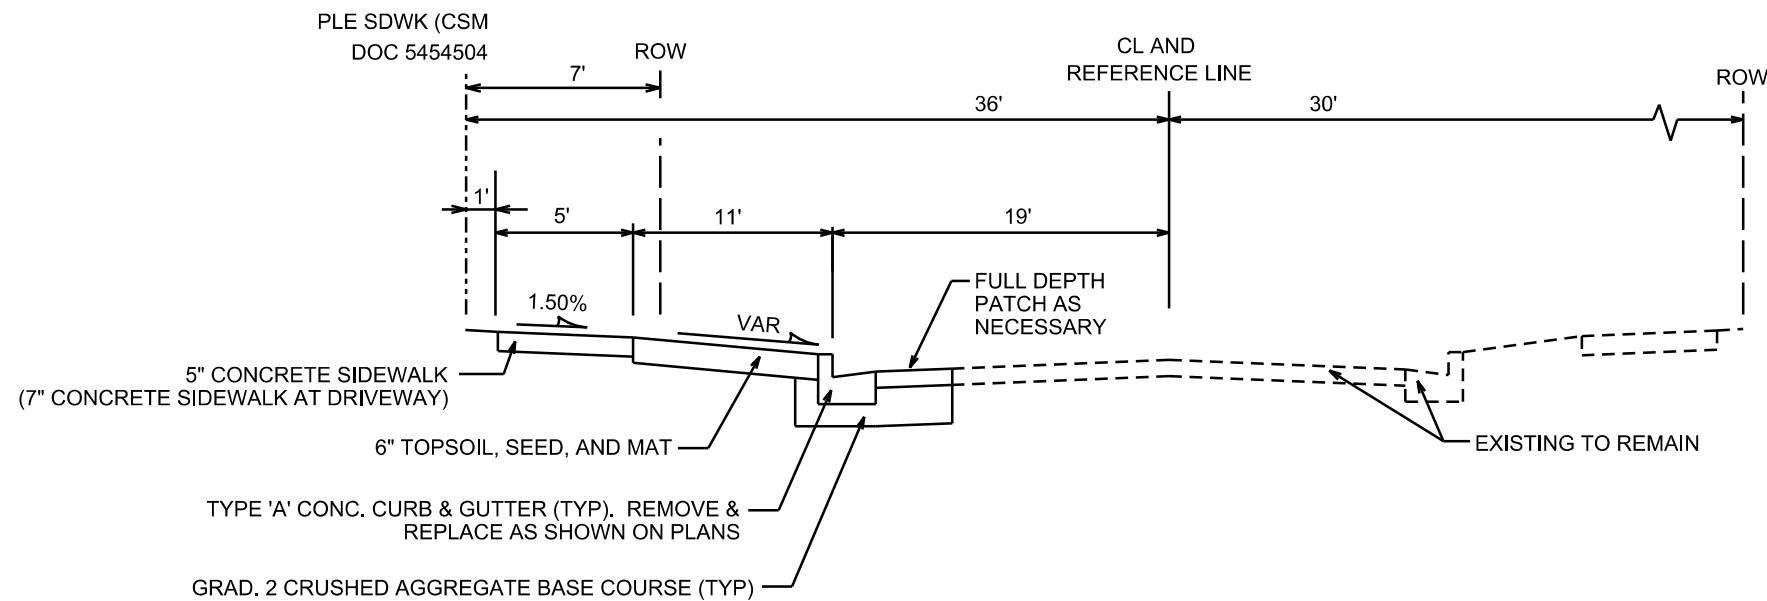 PLE SDWK (CSM
DOC 5454504
ROW
CL AND
REFERENCE LINE
ROW
7'
36'
30'
1'
5'
11'
19'
1.50%
VAR
FULL DEPTH
PATCH AS
NECESSARY
5" CONCRETE SIDEWALK
(7" CONCRETE SIDEWALK AT DRIVEWAY)
6" TOPSOIL, SEED, AND MAT
EXISTING TO REMAIN
TYPE 'A' CONC. CURB & GUTTER (TYP). REMOVE &
REPLACE AS SHOWN ON PLANS
GRAD. 2 CRUSHED AGGREGATE BASE COURSE (TYP)